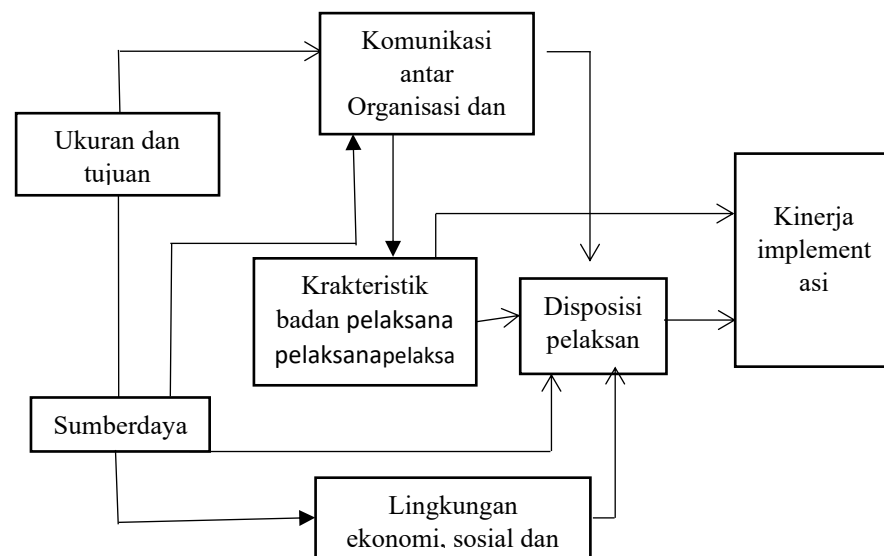 Komunikasi
antar
Organisasi dan
Ukuran dan
tujuan
Kinerja
implement
asi
Krakteristik
badan pelaksana
pelaksanapelaksa
Disposisi
pelaksan
Sumberdaya
Lingkungan
ekonomi, sosial dan